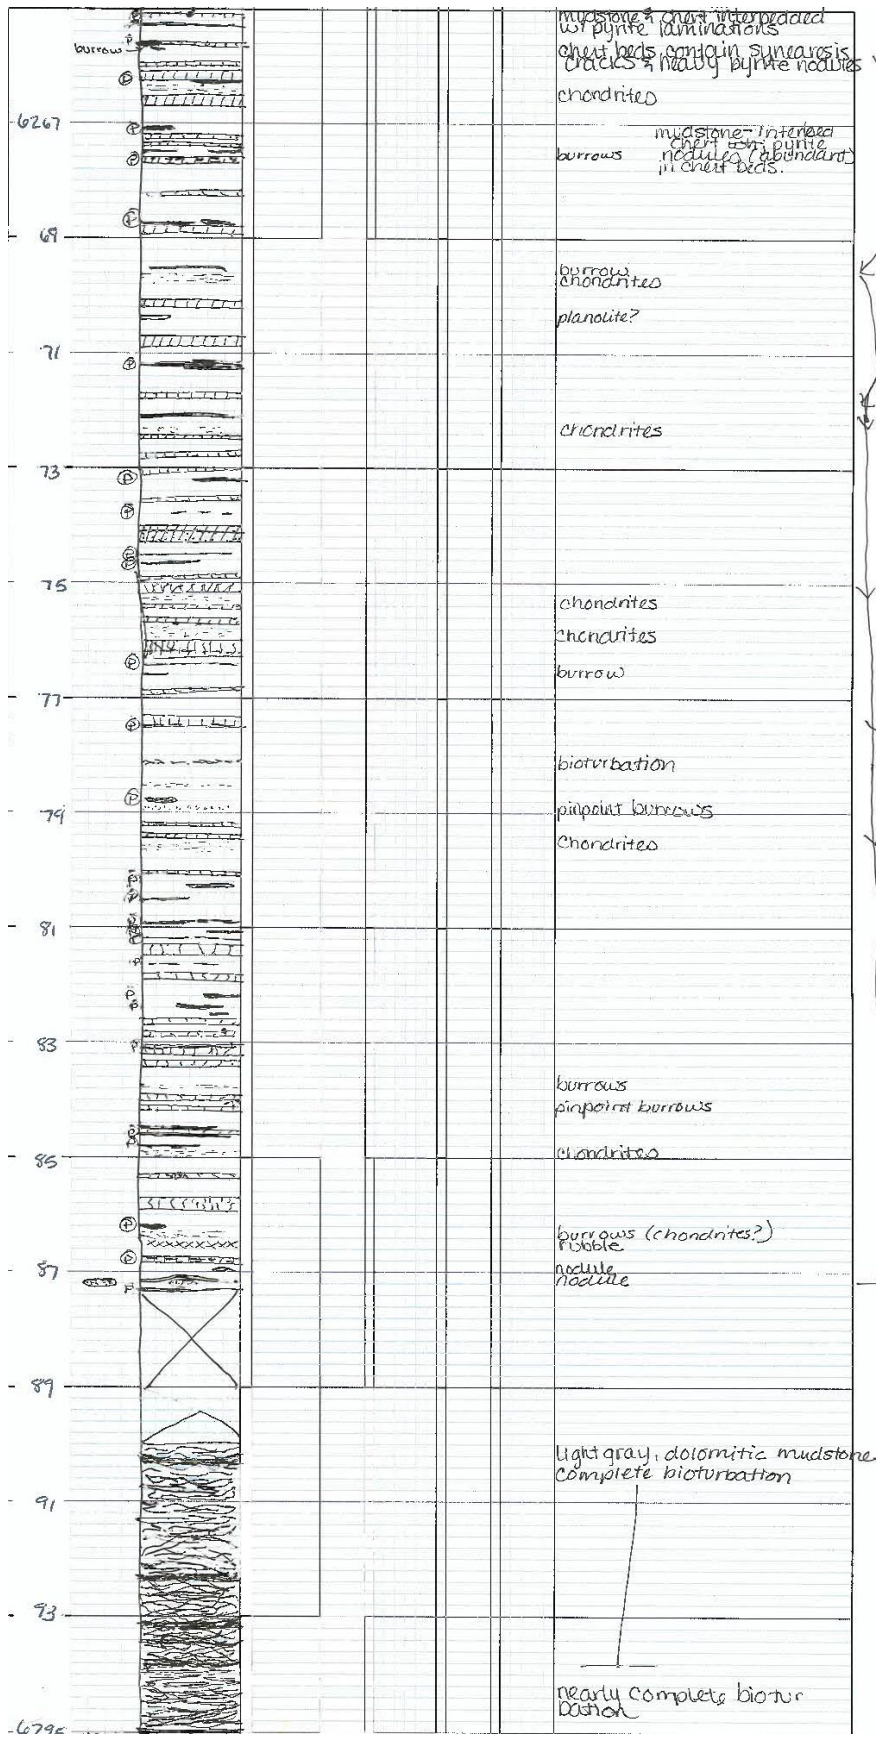 mudstone & chert interbedded
w/ pyrite laminations
P
burrow
chert beds contain synearesis
cracks & heavy pyrite nodules
P
chondrites
6267
P
mudstone-interbed
chert pyrite
burrows nodules (abundant)
in chert beds.
P
P
69
burrow
chondrites
planolite?
71
P
chondrites
73
P
P
P
P
75
chondrites
chondrites
P
burrow
77
P
bioturbation
P
79
pinpoint burrows
chondrites
P
P
P
81
P
P
P
P
83
P
burrows
pinpoint burrows
P
P
85
chondrites
P
burrows (chondrites?)
rubble
P
87
nodule
nodule
P
89
light gray, dolomitic mudstone
complete bioturbation
91
93
nearly complete biotur
bation
6295